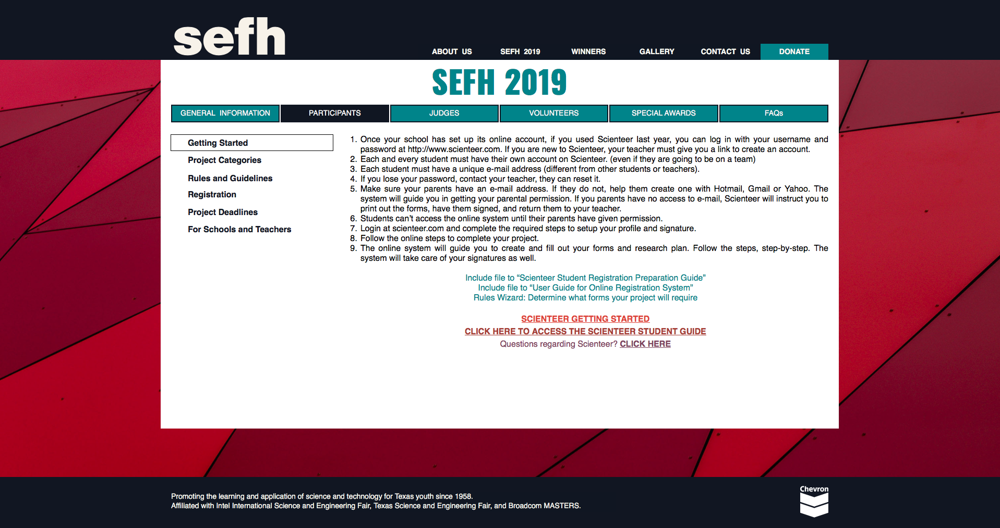 sefh
ABOUT US SEFH 2019 WINNERS GALLERY CONTACT US DONATE
SEFH 2019
GENERAL INFORMATION PARTICIPANTS JUDGES VOLUNTEERS SPECIAL AWARDS FAQs
Getting Started
Project Categories
Rules and Guidelines
Registration
Project Deadlines
For Schools and Teachers
1. Once your school has set up its online account, if you used Scienteer last year, you can log in with your username and
password at http://www.scienteer.com. If you are new to Scienteer, your teacher must give you a link to create an account.
2. Each and every student must have their own account on Scienteer. (even if they are going to be on a team)
3. Each student must have a unique e-mail address (different from other students or teachers).
4. If you lose your password, contact your teacher, they can reset it.
5. Make sure your parents have an e-mail address. If they do not, help them create one with Hotmail, Gmail or Yahoo. The
system will guide you in getting your parental permission. If you parents have no access to e-mail, Scienteer will instruct you to
print out the forms, have them signed, and return them to your teacher.
6. Students can’t access the online system until their parents have given permission.
7. Login at scienteer.com and complete the required steps to setup your profile and signature.
8. Follow the online steps to complete your project.
9. The online system will guide you to create and fill out your forms and research plan. Follow the steps, step-by-step. The
system will take care of your signatures as well.
Include file to “Scienteer Student Registration Preparation Guide”
Include file to “User Guide for Online Registration System”
Rules Wizard: Determine what forms your project will require
SCIENTEER GETTING STARTED
CLICK HERE TO ACCESS THE SCIENTEER STUDENT GUIDE
Questions regarding Scienteer? CLICK HERE
Promoting the learning and application of science and technology for Texas youth since 1958.
Affiliated with Intel International Science and Engineering Fair, Texas Science and Engineering Fair, and Broadcom MASTERS.
Chevron